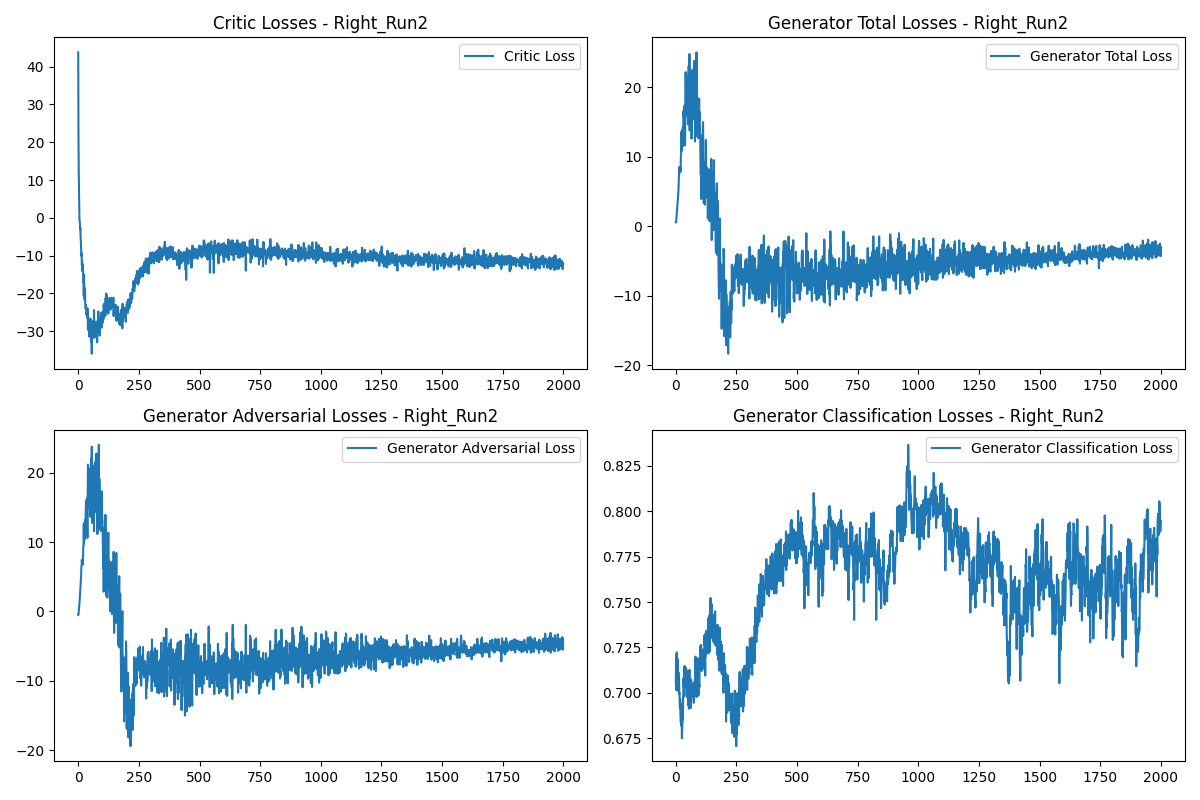 Critic Losses - Right_Run2
Critic Loss
40
30
20
10
0
−10
−20
−30
0 250 500 750 1000 1250 1500 1750 2000
Generator Total Losses - Right_Run2
Generator Total Loss
20
10
0
−10
−20
0 250 500 750 1000 1250 1500 1750 2000
Generator Adversarial Losses - Right_Run2
Generator Adversarial Loss
20
10
0
−10
−20
0 250 500 750 1000 1250 1500 1750 2000
Generator Classification Losses - Right_Run2
Generator Classification Loss
0.825
0.800
0.775
0.750
0.725
0.700
0.675
0 250 500 750 1000 1250 1500 1750 2000